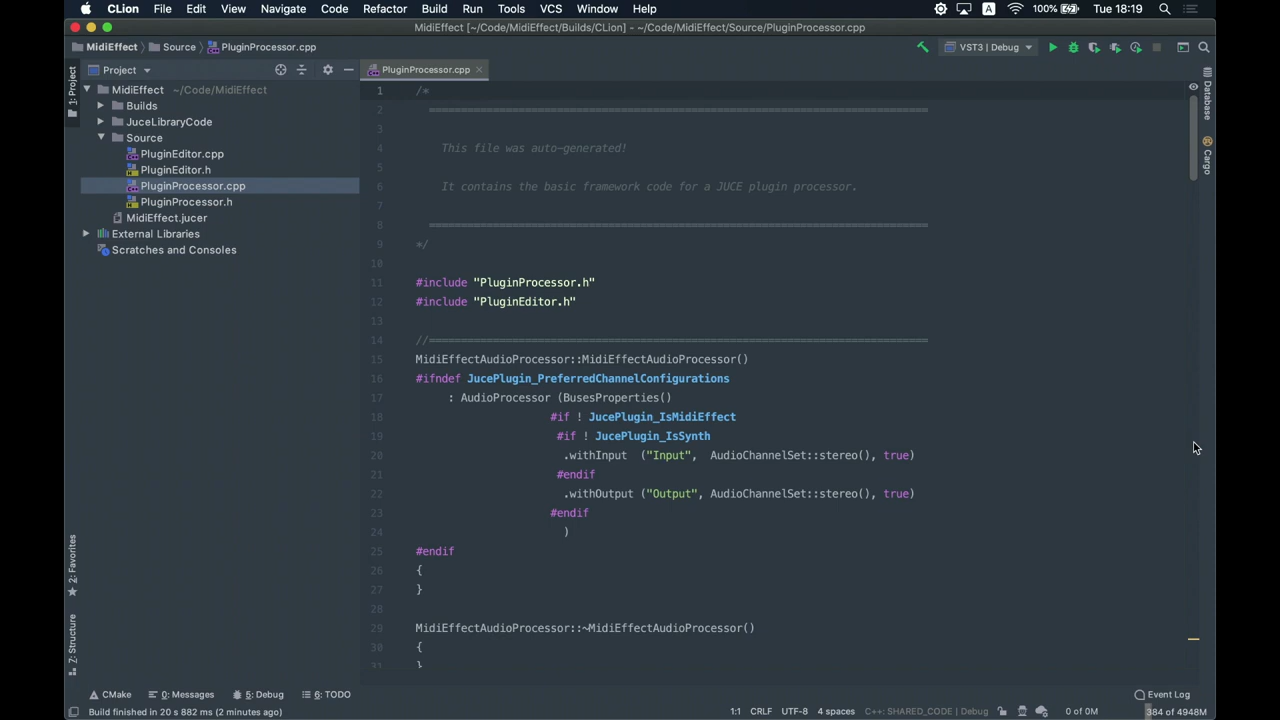 CLion File Edit View Navigate Code Refactor Build Run Tools VCS Window Help A 100% Tue 18:19
MidiEffect [~/Code/MidiEffect/Builds/CLion] - ~/Code/MidiEffect/Source/PluginProcessor.cpp
MidiEffect Source PluginProcessor.cpp VST3 | Debug
1: Project
Project
MidiEffect ~/Code/MidiEffect
Builds
JuceLibraryCode
Source
PluginEditor.cpp
PluginEditor.h
PluginProcessor.cpp
PluginProcessor.h
MidiEffect.jucer
External Libraries
Scratches and Consoles
2: Favorites
7: Structure
PluginProcessor.cpp
1 /*
2 ==============================================================================
3
4 This file was auto-generated!
5
6 It contains the basic framework code for a JUCE plugin processor.
7
8 ==============================================================================
9 */
10
11 #include "PluginProcessor.h"
12 #include "PluginEditor.h"
13
14 //==============================================================================
15 MidiEffectAudioProcessor::MidiEffectAudioProcessor()
16 #ifndef JucePlugin_PreferredChannelConfigurations
17 : AudioProcessor (BusesProperties()
18 #if ! JucePlugin_IsMidiEffect
19 #if ! JucePlugin_IsSynth
20 .withInput ("Input", AudioChannelSet::stereo(), true)
21 #endif
22 .withOutput ("Output", AudioChannelSet::stereo(), true)
23 #endif
24 )
25 #endif
26 {
27 }
28
29 MidiEffectAudioProcessor::~MidiEffectAudioProcessor()
30 {
31 }
Database
Cargo
CMake 0: Messages 5: Debug 6: TODO Event Log
Build finished in 20 s 882 ms (2 minutes ago) 1:1 CRLF UTF-8 4 spaces C++: SHARED_CODE | Debug 0 of 0M 384 of 4948M